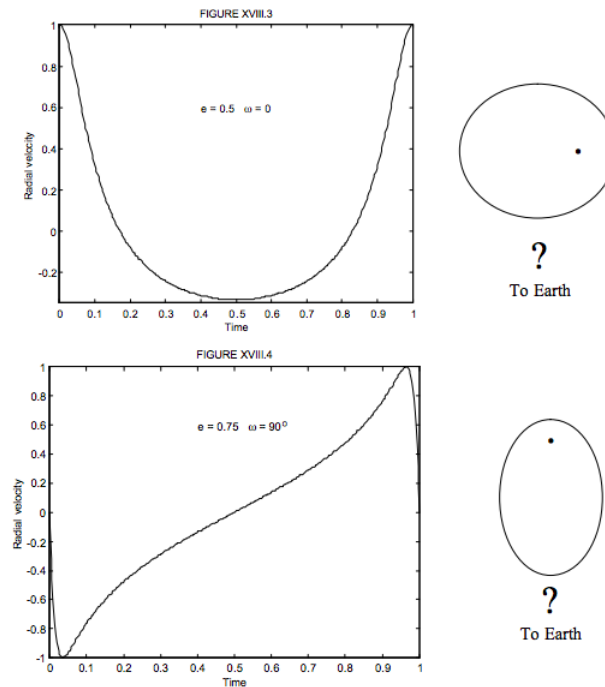 FIGURE XVIII.3
1
0.8
0.6
0.4
0.2
0
-0.2
Radial velocity
e = 0.5 ω = 0
0 0.1 0.2 0.3 0.4 0.5 0.6 0.7 0.8 0.9 1
Time
?
To Earth
FIGURE XVIII.4
1
0.8
0.6
0.4
0.2
0
-0.2
-0.4
-0.6
-0.8
-1
Radial velocity
e = 0.75 ω = 90º
0 0.1 0.2 0.3 0.4 0.5 0.6 0.7 0.8 0.9 1
Time
?
To Earth